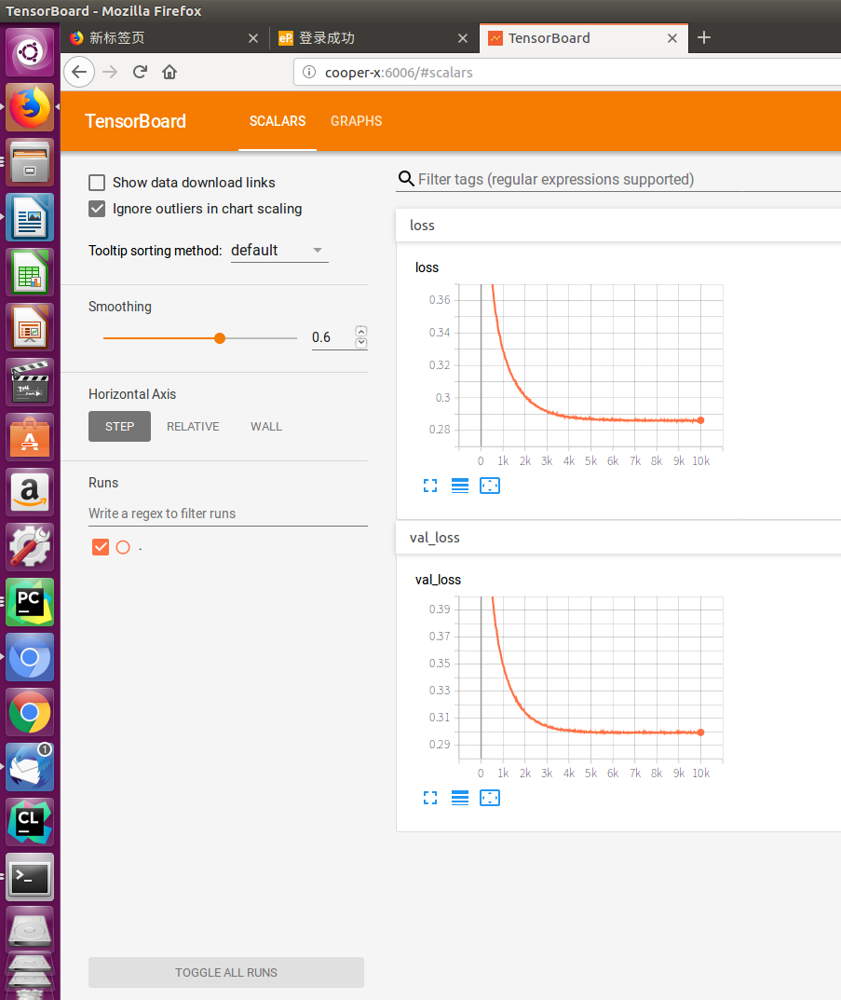 TensorBoard - Mozilla Firefox
新标签页
eP.
登录成功
TensorBoard
cooper-x:6006/#scalars
TensorBoard
SCALARS
GRAPHS
Show data download links
Ignore outliers in chart scaling
Tooltip sorting method: default
Smoothing
0.6
Horizontal Axis
STEP RELATIVE WALL
Runs
Write a regex to filter runs
.
TOGGLE ALL RUNS
Filter tags (regular expressions supported)
loss
loss
0.36
0.34
0.32
0.3
0.28
0 1k 2k 3k 4k 5k 6k 7k 8k 9k 10k
val_loss
val_loss
0.39
0.37
0.35
0.33
0.31
0.29
0 1k 2k 3k 4k 5k 6k 7k 8k 9k 10k
A
a
PC
1
CL
>_